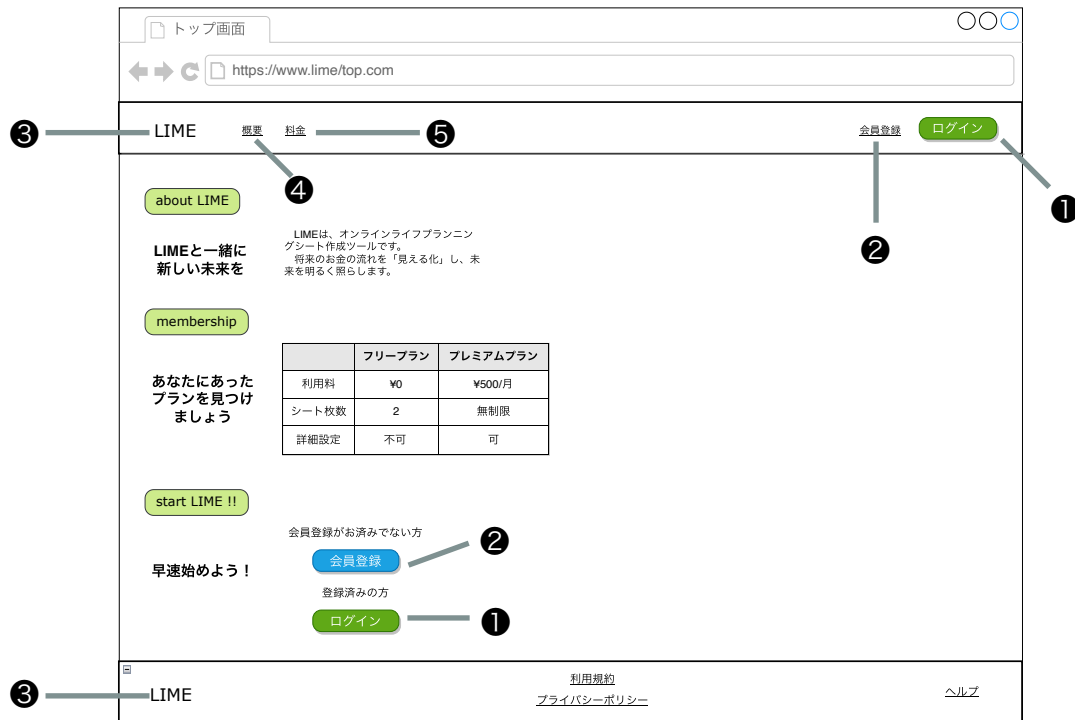 トップ画面
https://www.lime/top.com
❸ LIME 概要 料金 ❺ 会員登録 ログイン
❹
❶
❷
about LIME
LIMEと一緒に
新しい未来を
LIMEは、オンラインライフプランニン
グシート作成ツールです。
将来のお金の流れを「見える化」し、未
来を明るく照らします。
membership
あなたにあった
プランを見つけ
ましょう
フリープラン プレミアムプラン
利用料 ¥0 ¥500/月
シート枚数 2 無制限
詳細設定 不可 可
start LIME !!
早速始めよう！
会員登録がお済みでない方
会員登録 ❷
登録済みの方
ログイン ❶
❸ LIME
利用規約
プライバシーポリシー
ヘルプ